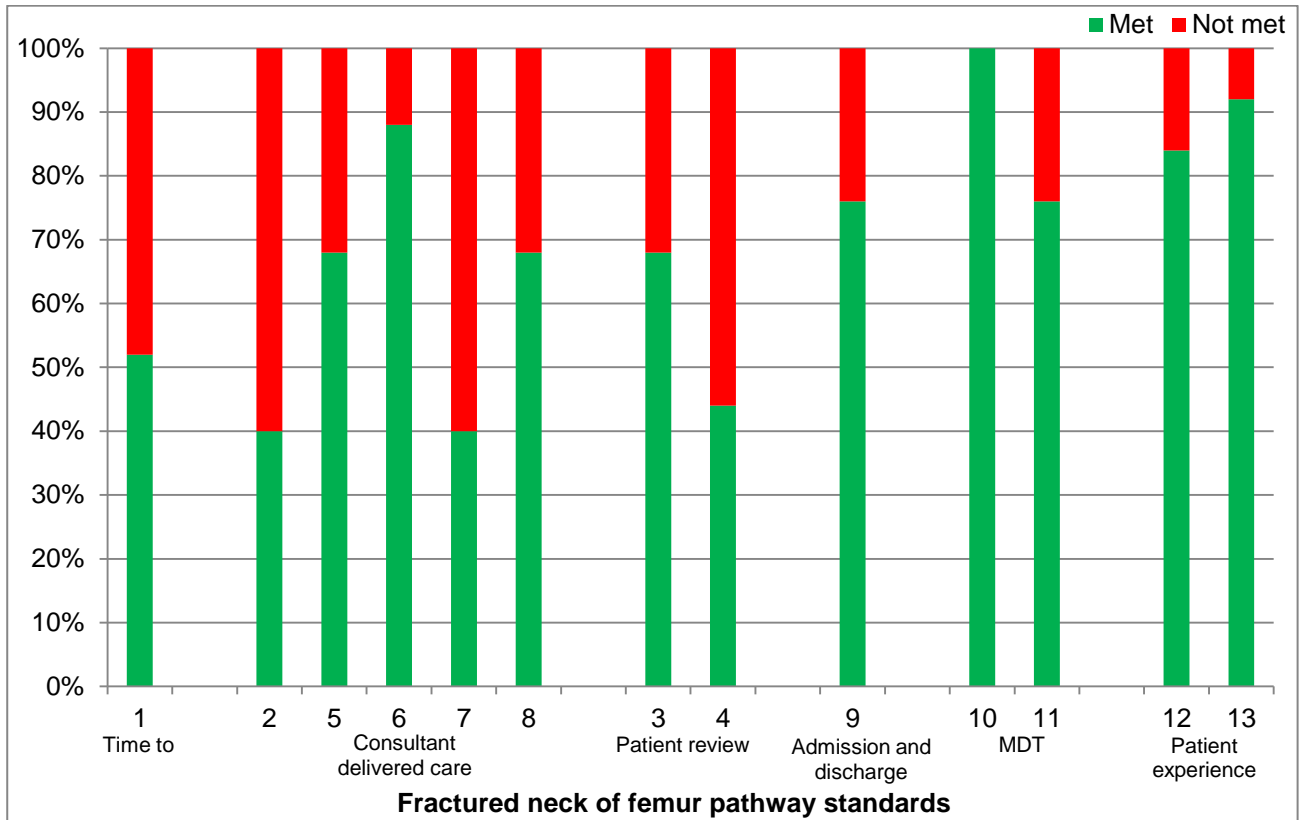 Met Not met
100%
90%
80%
70%
60%
50%
40%
30%
20%
10%
0%
1 2 5 6 7 8 3 4 9 10 11 12 13
Time to
Consultant
delivered care
Patient review
Admission and
discharge
MDT
Patient
experience
Fractured neck of femur pathway standards